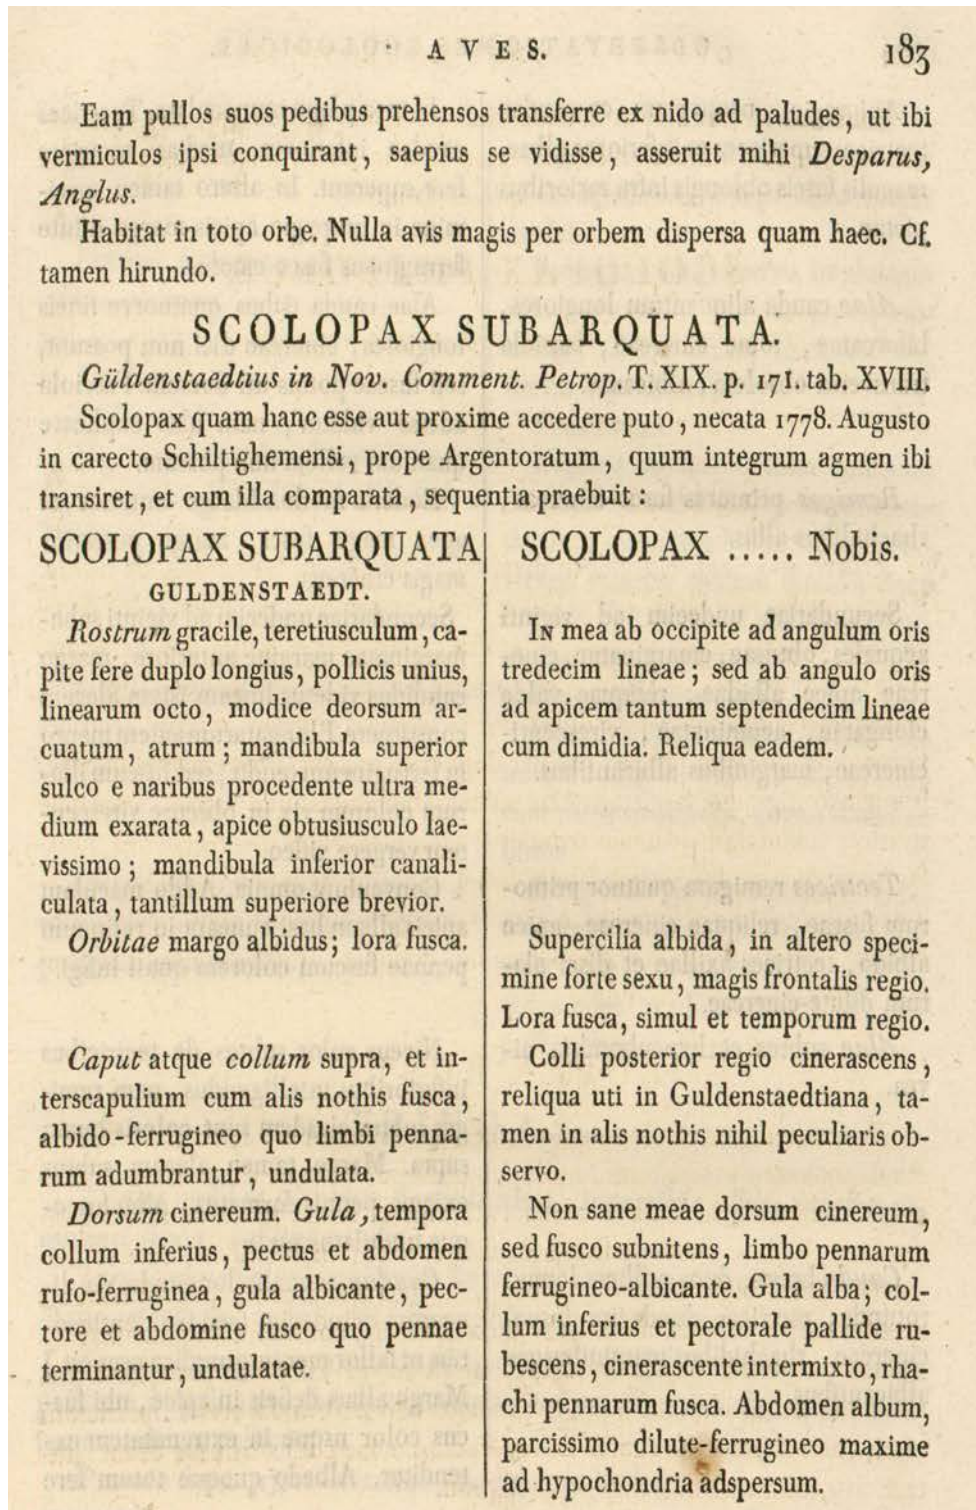 AVES.
183
Eam pullos suos pedibus prehensos transferre ex nido ad paludes, ut ibi
vermiculos ipsi conquirant, saepius se vidisse, asseruit mihi Desparus,
Anglus.
Habitat in toto orbe. Nulla avis magis per orbem dispersa quam haec. Cf.
tamen hirundo.
SCOLOPAX SUBARQUATA.
Güldenstaedtius in Nov. Comment. Petrop. T. XIX. p. 171. tab. XVIII.
Scolopax quam hanc esse aut proxime accedere puto, necata 1778. Augusto
in carecto Schiltighemensi, prope Argentoratum, quum integrum agmen ibi
transiret, et cum illa comparata, sequentia praebuit:
SCOLOPAX SUBARQUATA
GULDENSTAEDT.
Rostrum gracile, teretiusculum, ca-
pite fere duplo longius, pollicis unius,
linearum octo, modice deorsum ar-
cuatum, atrum; mandibula superior
sulco e naribus procedente ultra me-
dium exarata, apice obtusiusculo lae-
vissimo; mandibula inferior canali-
culata, tantillum superiore brevior.
Orbitae margo albidus; lora fusca.
Caput atque collum supra, et in-
terscapulium cum alis nothis fusca,
albido-ferrugineo quo limbi penna-
rum adumbrantur, undulata.
Dorsum cinereum. Gula, tempora
collum inferius, pectus et abdomen
rufo-ferruginea, gula albicante, pec-
tore et abdomine fusco quo pennae
terminantur, undulatae.
SCOLOPAX ..... Nobis.
IN mea ab occipite ad angulum oris
tredecim lineae; sed ab angulo oris
ad apicem tantum septendecim lineae
cum dimidia. Reliqua eadem.
Supercilia albida, in altero speci-
mine forte sexu, magis frontalis regio.
Lora fusca, simul et temporum regio.
Colli posterior regio cinerascens,
reliqua uti in Guldenstaedtiana, ta-
men in alis nothis nihil peculiaris ob-
servo.
Non sane meae dorsum cinereum,
sed fusco subnitens, limbo pennarum
ferrugineo-albicante. Gula alba; col-
lum inferius et pectorale pallide ru-
bescens, cinerascente intermixto, rha-
chi pennarum fusca. Abdomen album,
parcissimo dilute-ferrugineo maxime
ad hypochondria adspersum.